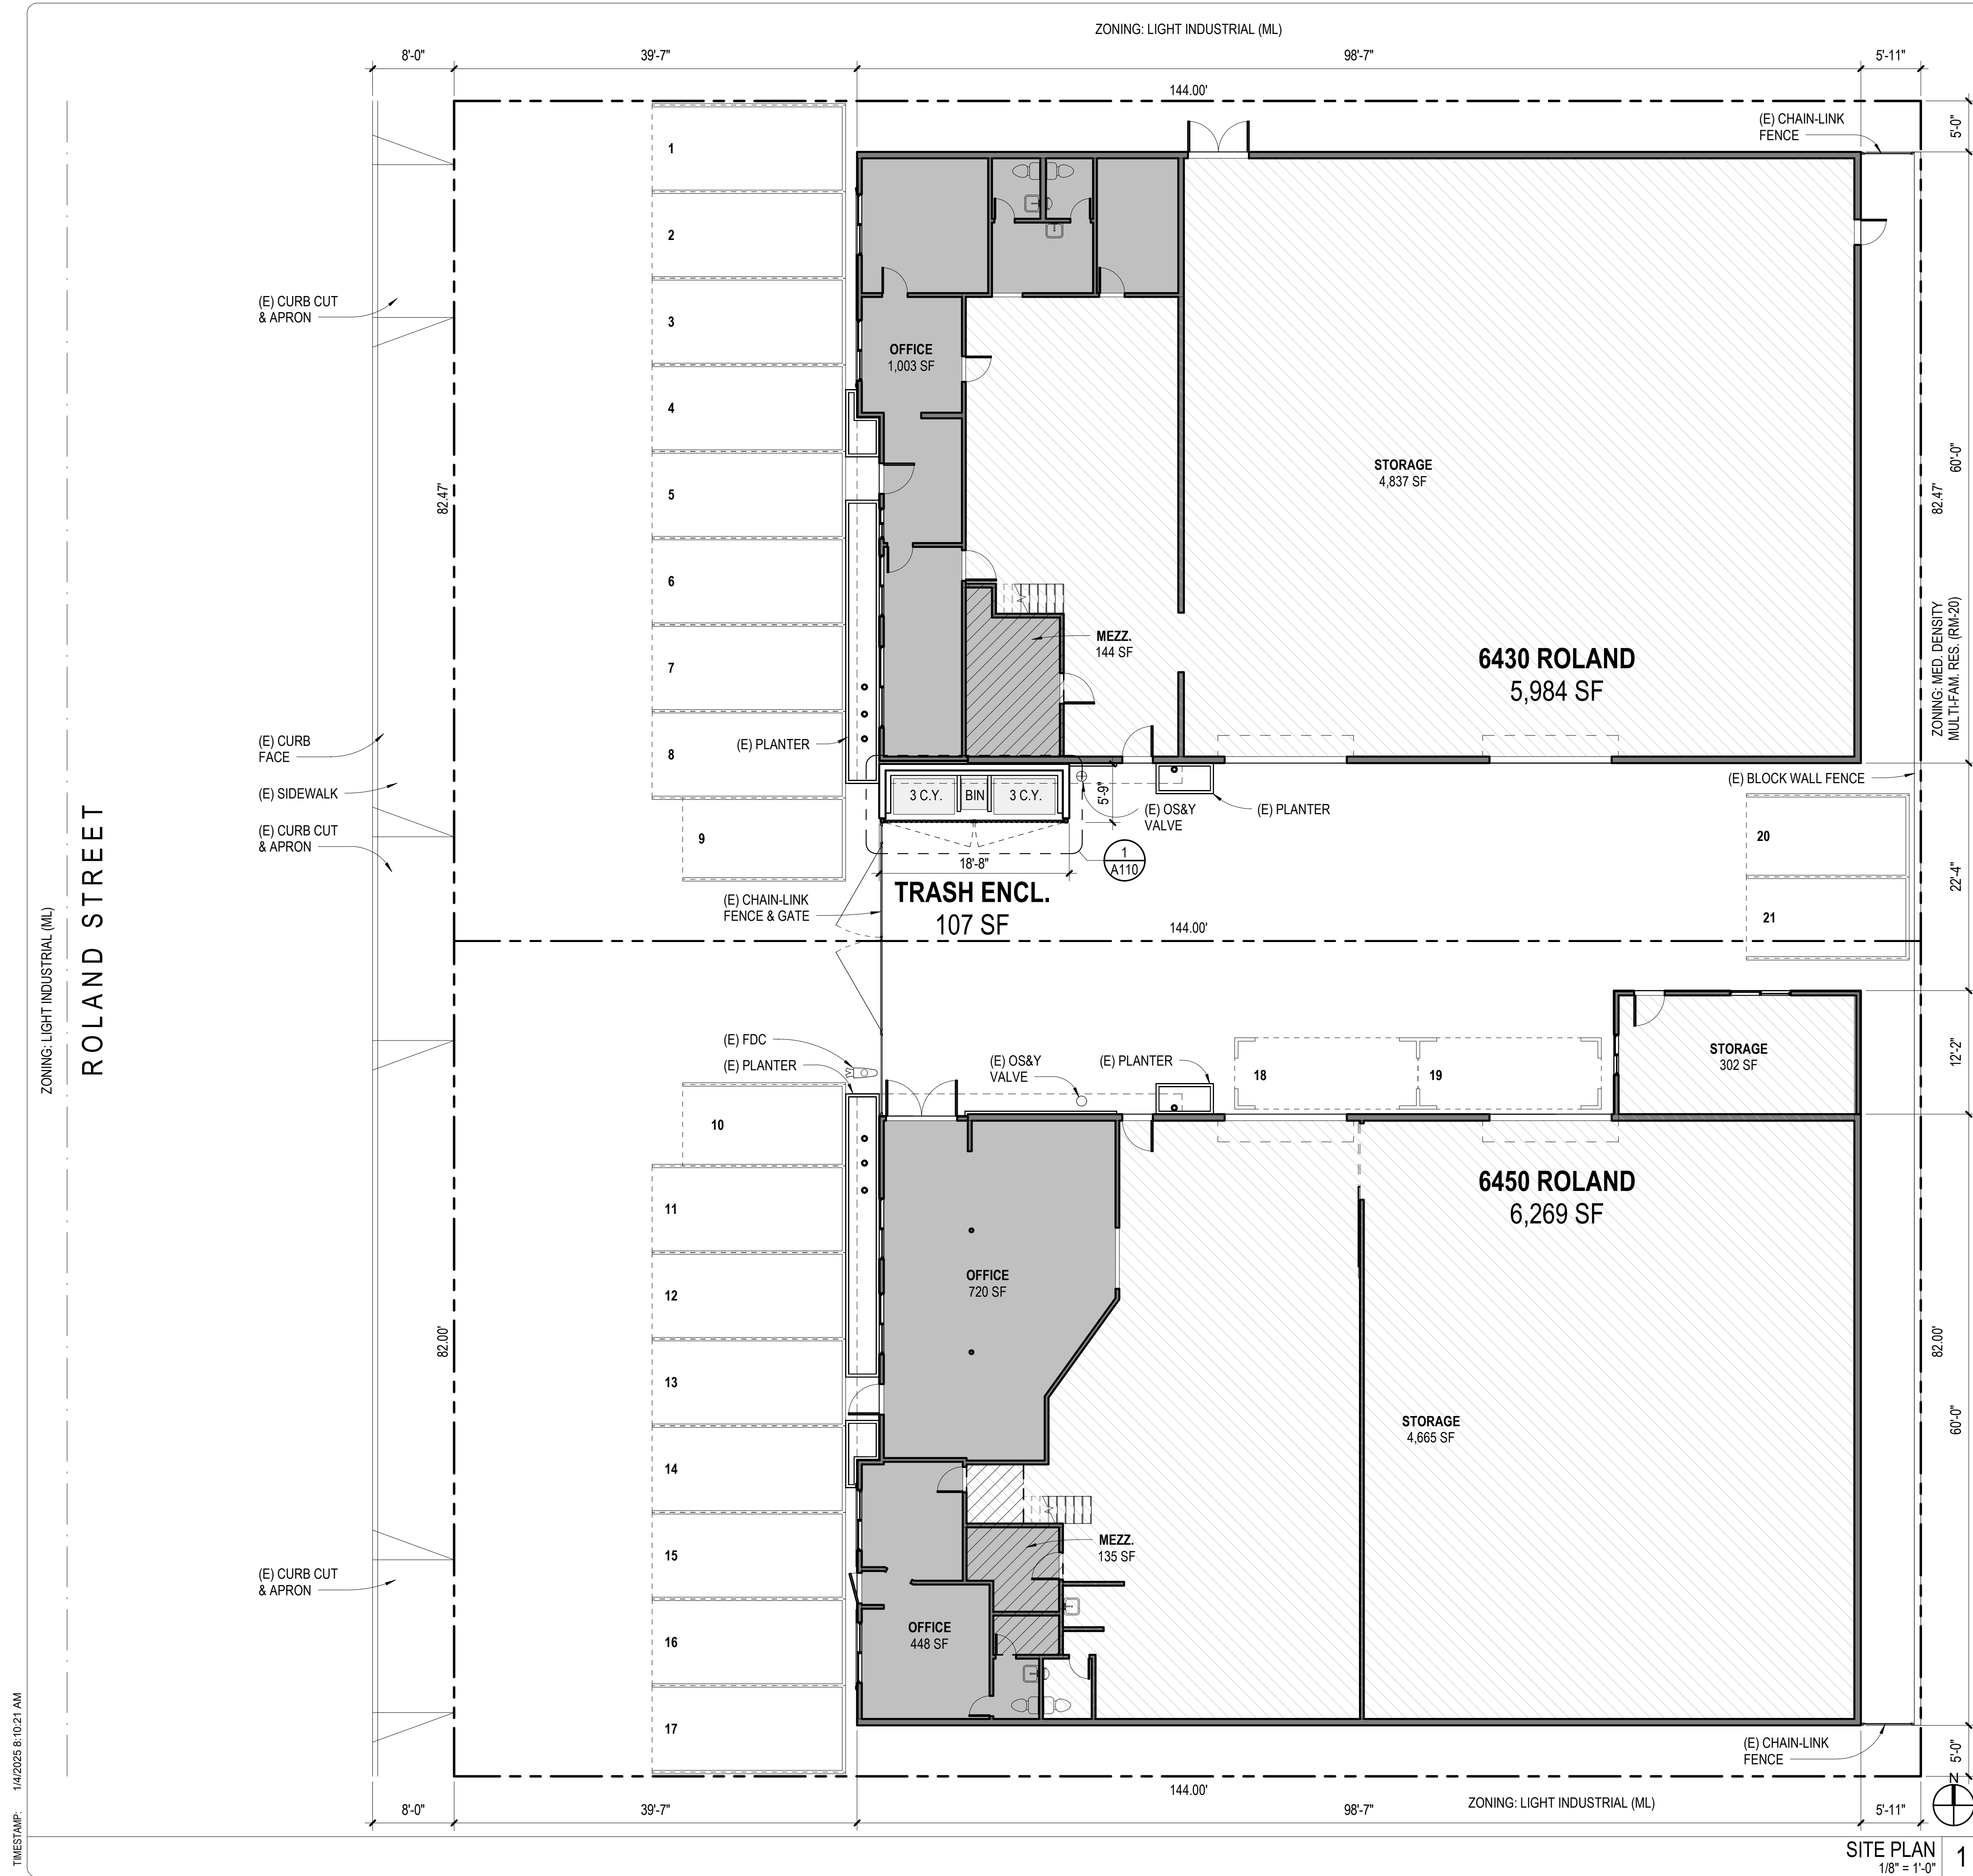 ZONING: LIGHT INDUSTRIAL (ML)
8'-0"
39'-7"
98'-7"
5'-11"
144.00'
(E) CHAIN-LINK
FENCE
5'-0"
1
2
(E) CURB CUT
& APRON
3
OFFICE
1,003 SF
4
STORAGE
4,837 SF
60'-0"
82.47'
82.47'
5
6
ZONING: MED. DENSITY
MULTI-FAM. RES. (RM-20)
MEZZ.
144 SF
6430 ROLAND
5,984 SF
7
(E) CURB
FACE
(E) PLANTER
8
(E) SIDEWALK
(E) BLOCK WALL FENCE
3 C.Y.
BIN
3 C.Y.
5'-9"
(E) OS&Y
VALVE
(E) PLANTER
(E) CURB CUT
& APRON
9
20
1
A110
18'-8"
22'-4"
TRASH ENCL.
107 SF
(E) CHAIN-LINK
FENCE & GATE
21
144.00'
ZONING: LIGHT INDUSTRIAL (ML)
ROLAND STREET
(E) FDC
(E) PLANTER
(E) OS&Y
VALVE
(E) PLANTER
18
19
STORAGE
302 SF
12'-2"
10
6450 ROLAND
6,269 SF
11
OFFICE
720 SF
12
82.00'
82.00'
13
STORAGE
4,665 SF
60'-0"
14
MEZZ.
135 SF
15
(E) CURB CUT
& APRON
OFFICE
448 SF
16
17
(E) CHAIN-LINK
FENCE
5'-0"
144.00'
N
8'-0"
39'-7"
98'-7"
ZONING: LIGHT INDUSTRIAL (ML)
5'-11"
TIMESTAMP: 1/4/2025 8:10:21 AM
SITE PLAN
1/8" = 1'-0"
1